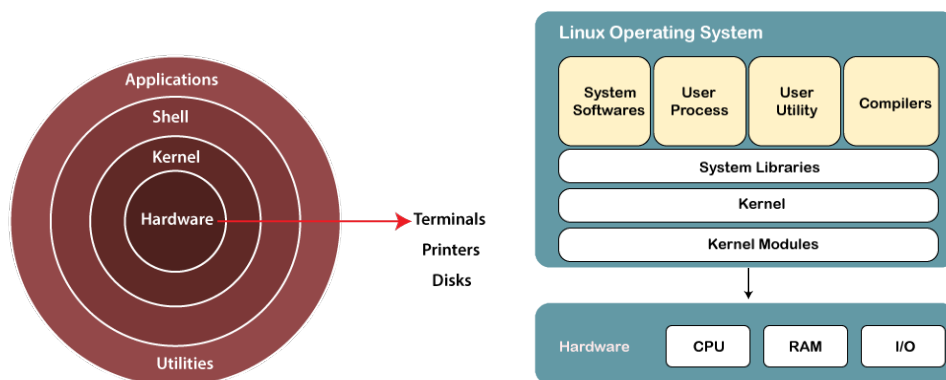 Applications
Shell
Kernel
Hardware
Utilities
Terminals
Printers
Disks
Linux Operating System
System
Softwares
User
Process
User
Utility
Compilers
System Libraries
Kernel
Kernel Modules
Hardware
CPU
RAM
I/O